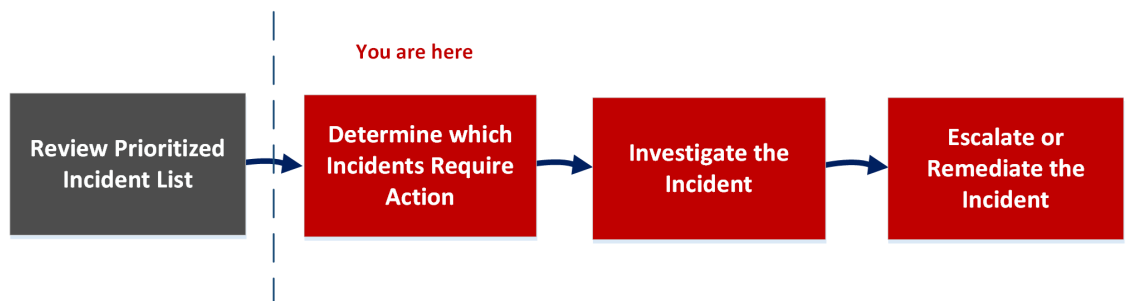 You are here
Review Prioritized
Incident List
Determine which
Incidents Require
Action
Investigate the
Incident
Escalate or
Remediate the
Incident